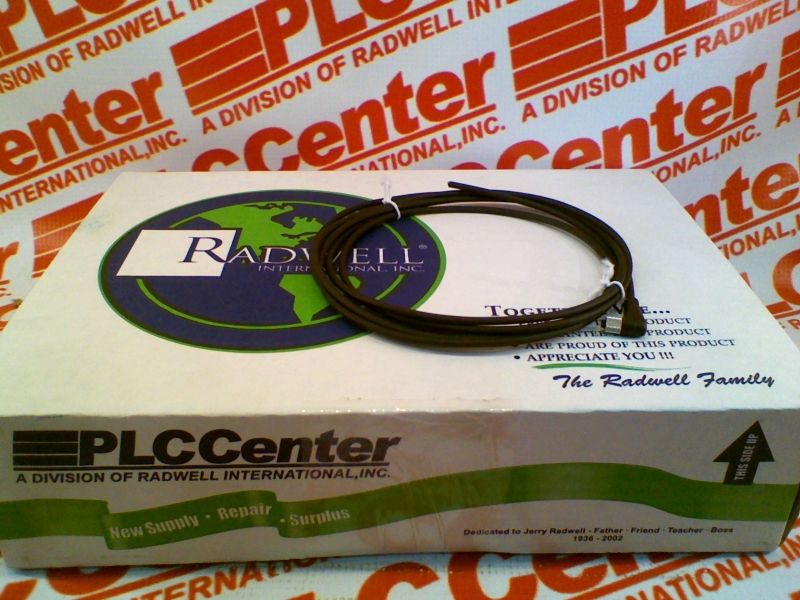 PLCCenter
A DIVISION OF RADWELL INTERNATIONAL, INC.
RADWELL®
INTERNATIONAL, INC.
PRODUCT
PRODUCT
• ARE PROUD OF THIS PRODUCT
• APPRECIATE YOU !!!
The Radwell Family
PLCCenter
A DIVISION OF RADWELL INTERNATIONAL,INC.
New Supply • Repair • Surplus
THIS SIDE UP
Dedicated to Jerry Radwell - Father · Friend · Teacher · Boss
1936 - 2002